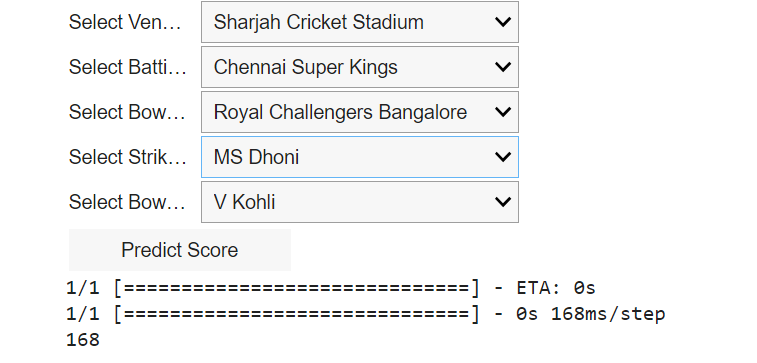 Select Ven... Sharjah Cricket Stadium
Select Batti... Chennai Super Kings
Select Bow... Royal Challengers Bangalore
Select Strik... MS Dhoni
Select Bow... V Kohli
Predict Score
1/1 [==============================] - ETA: 0s
1/1 [==============================] - 0s 168ms/step
168